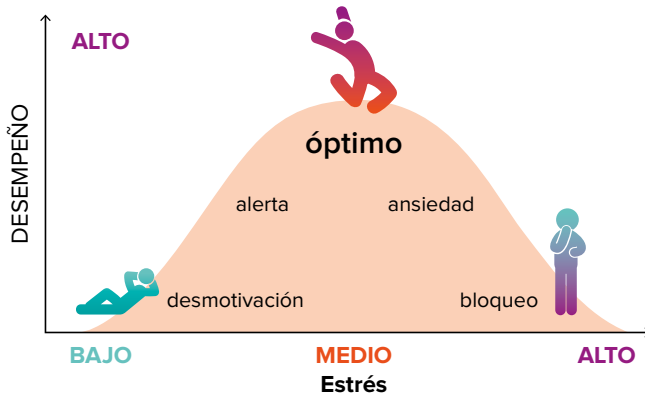 ALTO
DESEMPEÑO
óptimo
alerta
ansiedad
desmotivación
bloqueo
BAJO
MEDIO
ALTO
Estrés